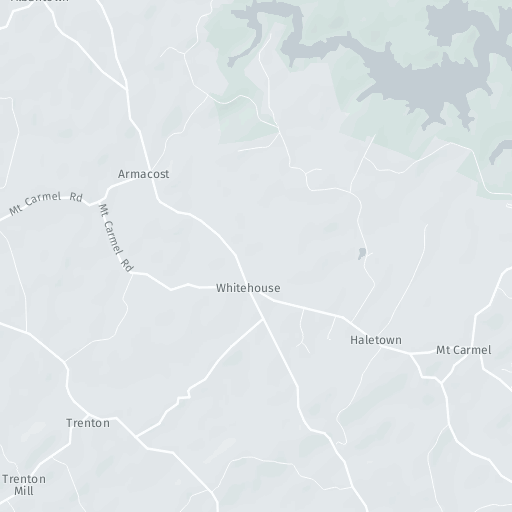 Armacost
Mt Carmel Rd
Mt Carmel Rd
Whitehouse
Haletown
Mt Carmel
Trenton
Trenton
Mill